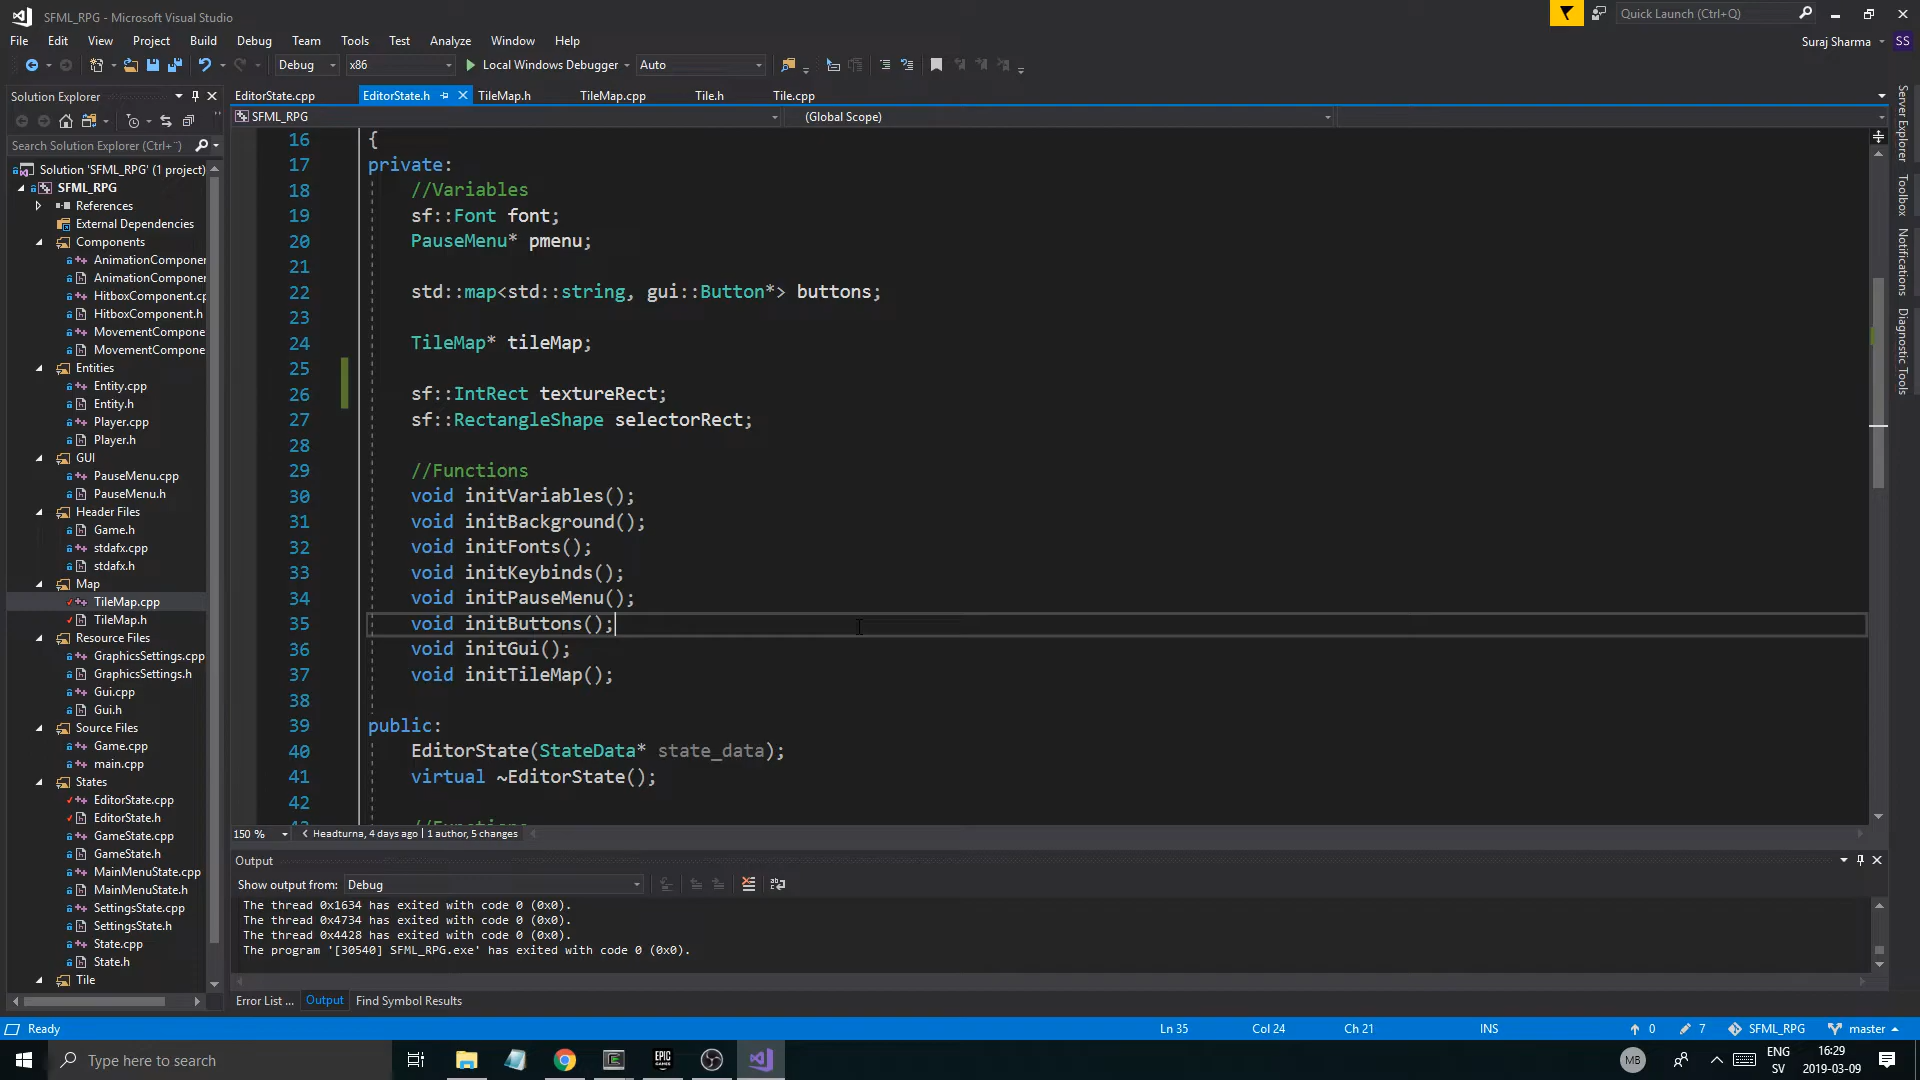 SFML_RPG - Microsoft Visual Studio
Quick Launch (Ctrl+Q)
File Edit View Project Build Debug Team Tools Test Analyze Window Help
Suraj Sharma SS
Debug x86 Local Windows Debugger Auto
Solution Explorer
EditorState.cpp EditorState.h TileMap.h TileMap.cpp Tile.h Tile.cpp
SFML_RPG (Global Scope)
Search Solution Explorer (Ctrl+¨)
Solution 'SFML_RPG' (1 project)
SFML_RPG
References
External Dependencies
Components
AnimationComponen
AnimationComponen
HitboxComponent.cp
HitboxComponent.h
MovementCompone
MovementCompone
Entities
Entity.cpp
Entity.h
Player.cpp
Player.h
GUI
PauseMenu.cpp
PauseMenu.h
Header Files
Game.h
stdafx.cpp
stdafx.h
Map
TileMap.cpp
TileMap.h
Resource Files
GraphicsSettings.cpp
GraphicsSettings.h
Gui.cpp
Gui.h
Source Files
Game.cpp
main.cpp
States
EditorState.cpp
EditorState.h
GameState.cpp
GameState.h
MainMenuState.cpp
MainMenuState.h
SettingsState.cpp
SettingsState.h
State.cpp
State.h
Tile
16 {
17 private:
18 //Variables
19 sf::Font font;
20 PauseMenu* pmenu;
21
22 std::map<std::string, gui::Button*> buttons;
23
24 TileMap* tileMap;
25
26 sf::IntRect textureRect;
27 sf::RectangleShape selectorRect;
28
29 //Functions
30 void initVariables();
31 void initBackground();
32 void initFonts();
33 void initKeybinds();
34 void initPauseMenu();
35 void initButtons();
36 void initGui();
37 void initTileMap();
38
39 public:
40 EditorState(StateData* state_data);
41 virtual ~EditorState();
42
43 //Functions
150 % Headturna, 4 days ago | 1 author, 5 changes
Server Explorer
Toolbox
Notifications
Diagnostic Tools
Output
Show output from: Debug
The thread 0x1634 has exited with code 0 (0x0).
The thread 0x4734 has exited with code 0 (0x0).
The thread 0x4428 has exited with code 0 (0x0).
The program '[30540] SFML_RPG.exe' has exited with code 0 (0x0).
Error List ... Output Find Symbol Results
Ready Ln 35 Col 24 Ch 21 INS 0 7 SFML_RPG master
Type here to search
EPIC GAMES
MB
ENG
SV
16:29
2019-03-09